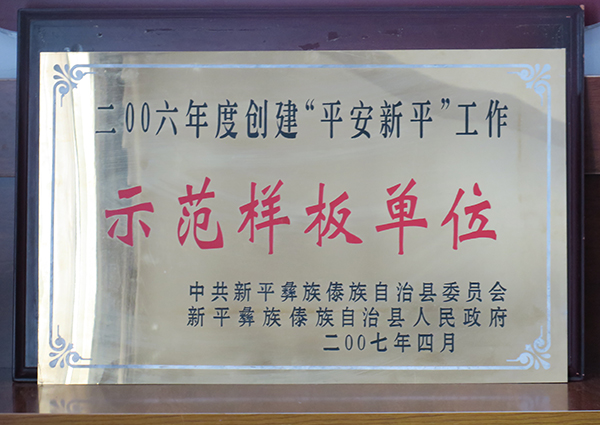 二00六年度创建“平安新平”工作
示范样板单位
中共新平彝族傣族自治县委员会
新平彝族傣族自治县人民政府
二00七年四月